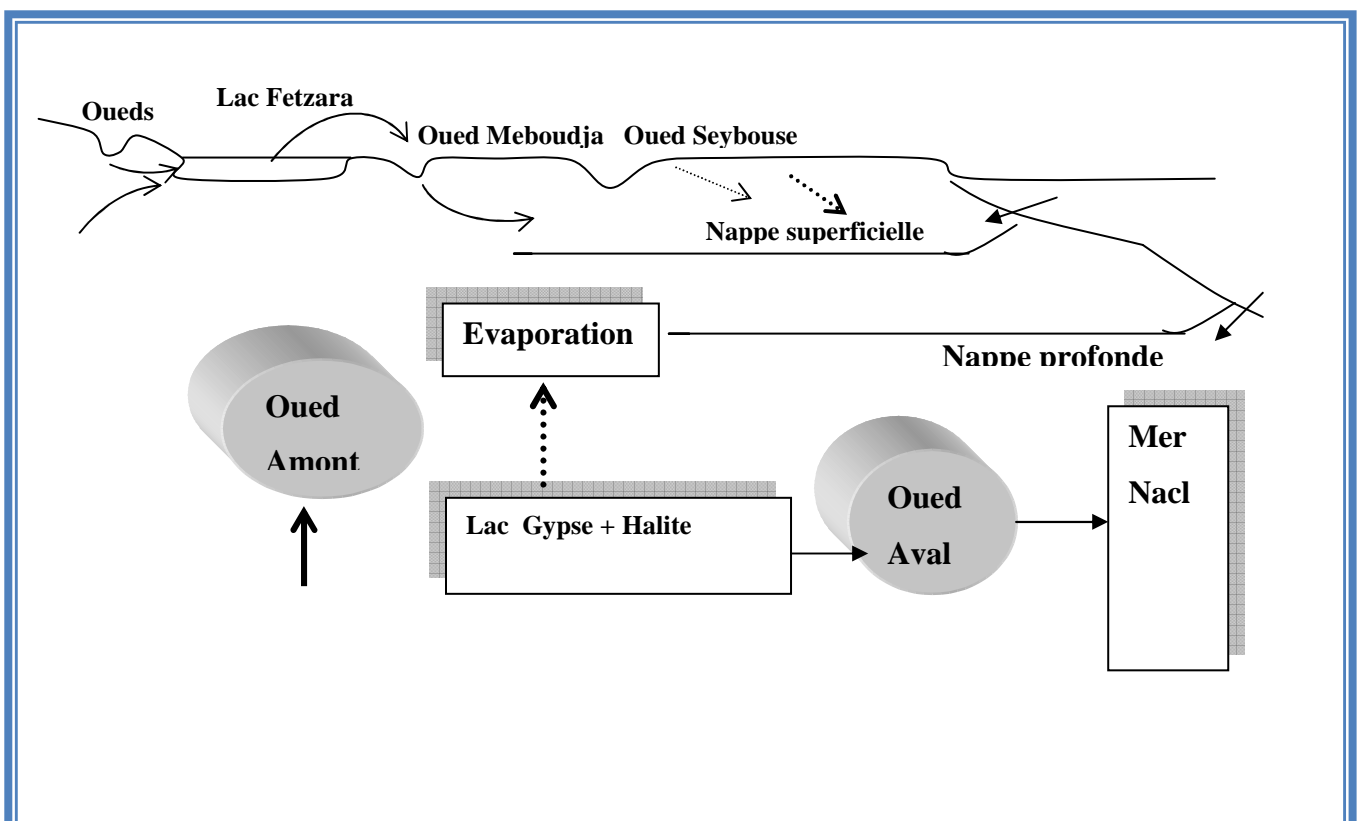 Oueds
Lac Fetzara
Oued Meboudja
Oued Seybouse
Nappe superficielle
Evaporation
Nappe profonde
Oued
Amont
Lac Gypse + Halite
Oued
Aval
Mer
Nacl